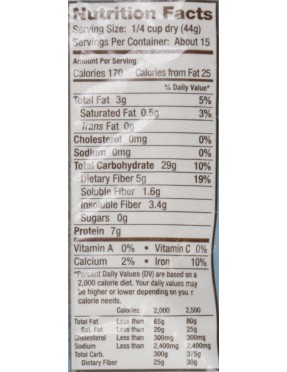 Nutrition Facts
Serving Size: 1/4 cup dry (44g)
Servings Per Container: About 15
Amount Per Serving
Calories 170 Calories from Fat 25
% Daily Value*
Total Fat 3g 5%
Saturated Fat 0.5g 3%
Trans Fat 0g
Cholesterol 0mg 0%
Sodium 0mg 0%
Total Carbohydrate 29g 10%
Dietary Fiber 5g 19%
Soluble Fiber 1.6g
Insoluble Fiber 3.4g
Sugars 0g
Protein 7g
Vitamin A 0% • Vitamin C 0%
Calcium 2% • Iron 10%
*Percent Daily Values (DV) are based on a
2,000 calorie diet. Your daily values may
be higher or lower depending on your
calorie needs.
Calories: 2,000 2,500
Total Fat Less than 65g 80g
Sat. Fat Less than 20g 25g
Cholesterol Less than 300mg 300mg
Sodium Less than 2,400mg 2,400mg
Total Carb. 300g 375g
Dietary Fiber 25g 30g